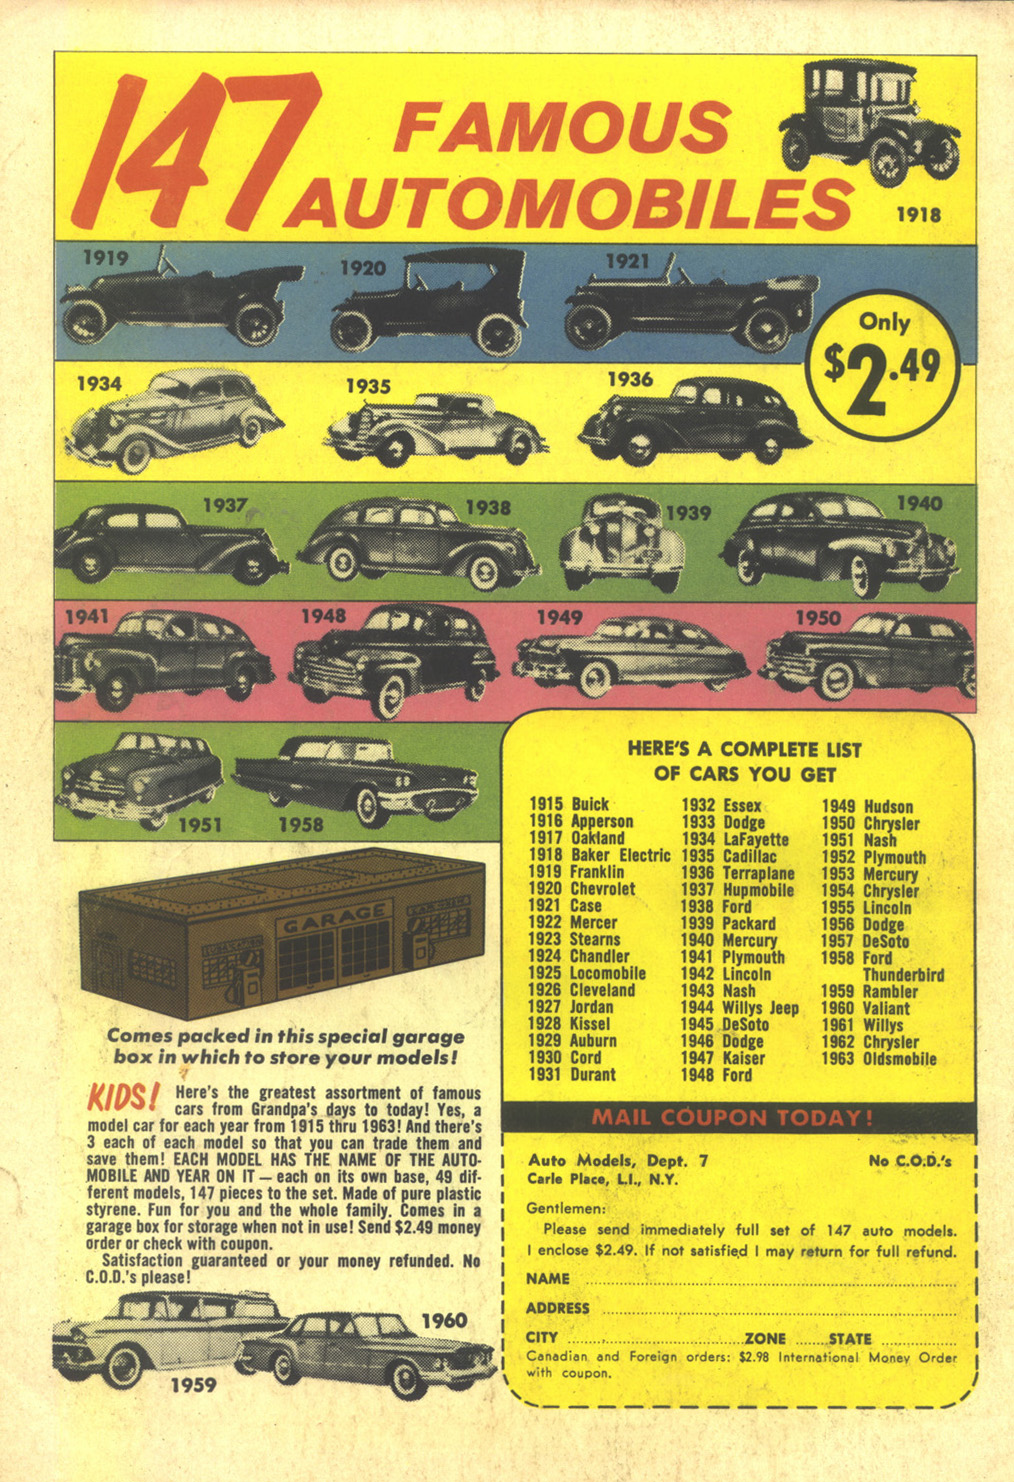 147 FAMOUS
AUTOMOBILES
1918
1919
1920
1921
Only
$2.49
1934
1935
1936
1937
1938
1939
1940
1941
1948
1949
1950
1951
1958
HERE'S A COMPLETE LIST
OF CARS YOU GET
1915 Buick
1916 Apperson
1917 Oakland
1918 Baker Electric
1919 Franklin
1920 Chevrolet
1921 Case
1922 Mercer
1923 Stearns
1924 Chandler
1925 Locomobile
1926 Cleveland
1927 Jordan
1928 Kissel
1929 Auburn
1930 Cord
1931 Durant
1932 Essex
1933 Dodge
1934 LaFayette
1935 Cadillac
1936 Terraplane
1937 Hupmobile
1938 Ford
1939 Packard
1940 Mercury
1941 Plymouth
1942 Lincoln
1943 Nash
1944 Willys Jeep
1945 DeSoto
1946 Dodge
1947 Kaiser
1948 Ford
1949 Hudson
1950 Chrysler
1951 Nash
1952 Plymouth
1953 Mercury
1954 Chrysler
1955 Lincoln
1956 Dodge
1957 DeSoto
1958 Ford
Thunderbird
1959 Rambler
1960 Valiant
1961 Willys
1962 Chrysler
1963 Oldsmobile
GARAGE
Comes packed in this special garage
box in which to store your models!
KIDS! Here's the greatest assortment of famous
cars from Grandpa's days to today! Yes, a
model car for each year from 1915 thru 1963! And there's
3 each of each model so that you can trade them and
save them! EACH MODEL HAS THE NAME OF THE AUTO-
MOBILE AND YEAR ON IT — each on its own base, 49 dif-
ferent models, 147 pieces to the set. Made of pure plastic
styrene. Fun for you and the whole family. Comes in a
garage box for storage when not in use! Send $2.49 money
order or check with coupon.
Satisfaction guaranteed or your money refunded. No
C.O.D.'s please!
1959
1960
MAIL COUPON TODAY!
Auto Models, Dept. 7 No C.O.D.'s
Carle Place, L.I., N.Y.
Gentlemen:
Please send immediately full set of 147 auto models.
I enclose $2.49. If not satisfied I may return for full refund.
NAME
ADDRESS
CITY ZONE STATE
Canadian and Foreign orders: $2.98 International Money Order
with coupon.